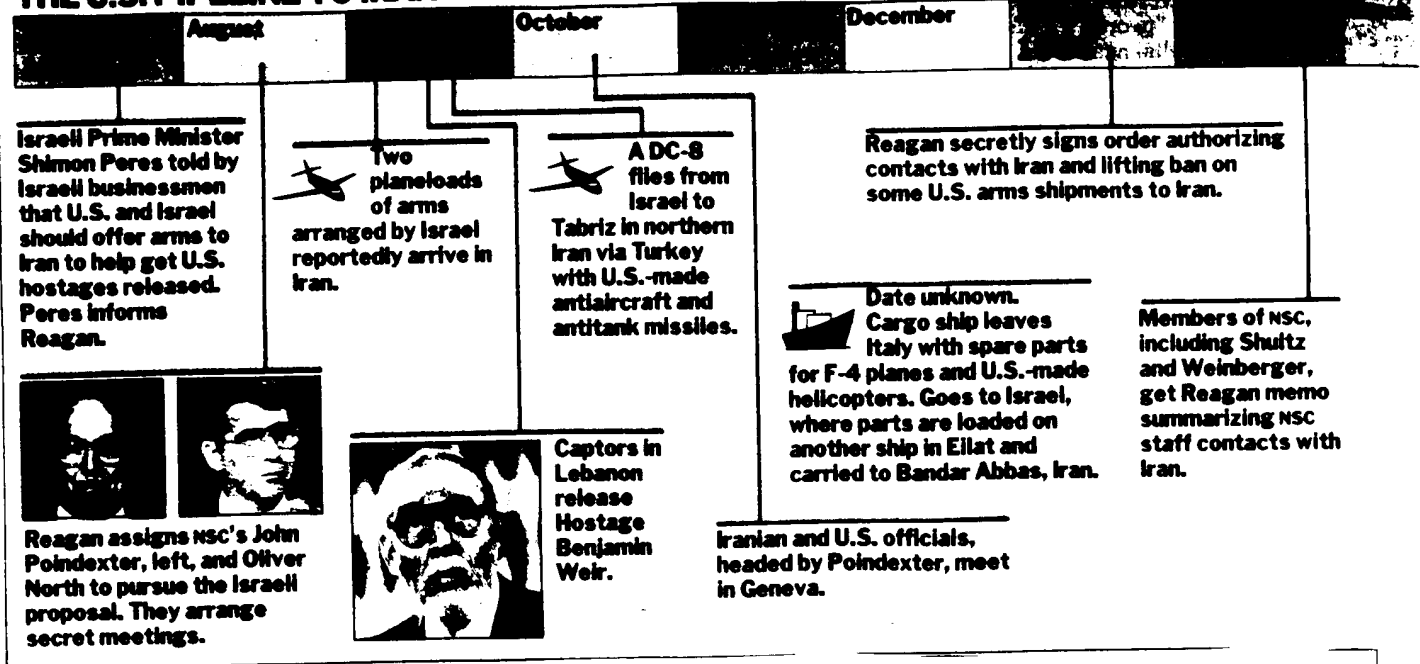 THE U.S.
August
October
December
Israeli Prime Minister
Shimon Peres told by
Israeli businessmen
that U.S. and Israel
should offer arms to
Iran to help get U.S.
hostages released.
Peres informs
Reagan.
Reagan assigns NSC's John
Poindexter, left, and Oliver
North to pursue the Israeli
proposal. They arrange
secret meetings.
Two
planeloads
of arms
arranged by Israel
reportedly arrive in
Iran.
Captors in
Lebanon
release
Hostage
Benjamin
Weir.
A DC-8
flies from
Israel to
Tabriz in northern
Iran via Turkey
with U.S.-made
antiaircraft and
antitank missiles.
Iranian and U.S. officials,
headed by Poindexter, meet
in Geneva.
Date unknown.
Cargo ship leaves
Italy with spare parts
for F-4 planes and U.S.-made
helicopters. Goes to Israel,
where parts are loaded on
another ship in Eilat and
carried to Bandar Abbas, Iran.
Reagan secretly signs order authorizing
contacts with Iran and lifting ban on
some U.S. arms shipments to Iran.
Members of NSC,
including Shultz
and Weinberger,
get Reagan memo
summarizing NSC
staff contacts with
Iran.